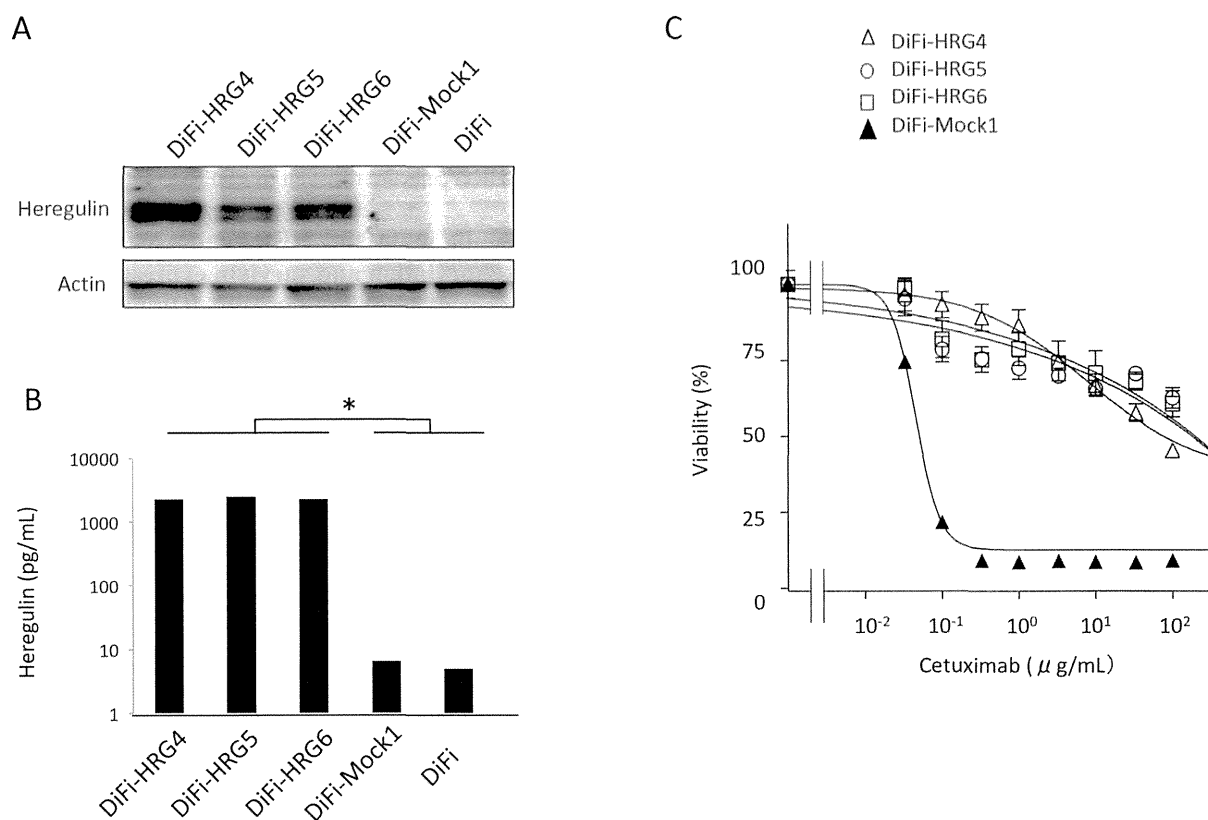 A
DiFi-HRG4
DiFi-HRG5
DiFi-HRG6
DiFi-Mock1
DiFi
Heregulin
Actin
B
*
Heregulin (pg/mL)
10000
1000
100
10
1
DiFi-HRG4
DiFi-HRG5
DiFi-HRG6
DiFi-Mock1
DiFi
C
DiFi-HRG4
DiFi-HRG5
DiFi-HRG6
DiFi-Mock1
Viability (%)
100
75
50
25
0
10⁻² 10⁻¹ 10⁰ 10¹ 10²
Cetuximab ( μ g/mL)